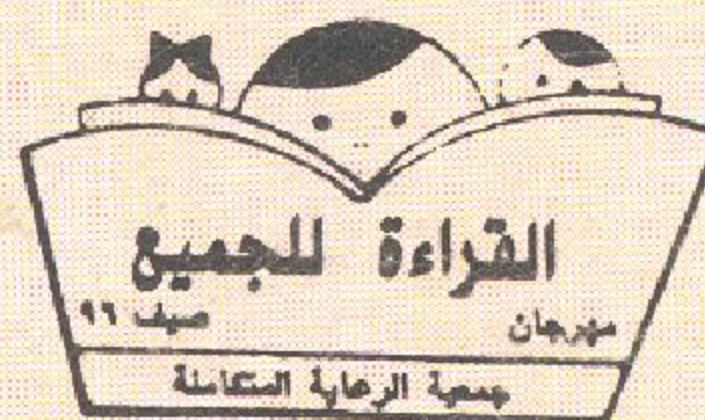 القراءة للجميع
مهرجان صيف ٩٦
جمعية الرعاية المتكاملة